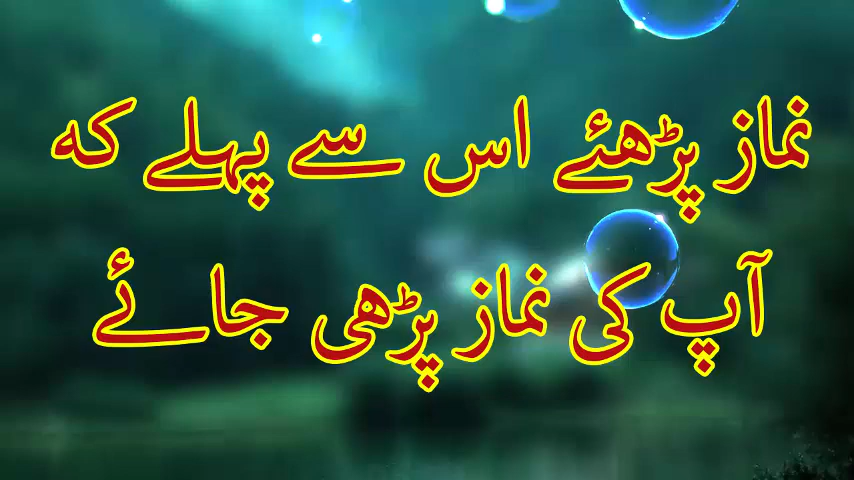 نماز پڑھئے اس سے پہلے کہ
آپ کی نماز پڑھی جائے